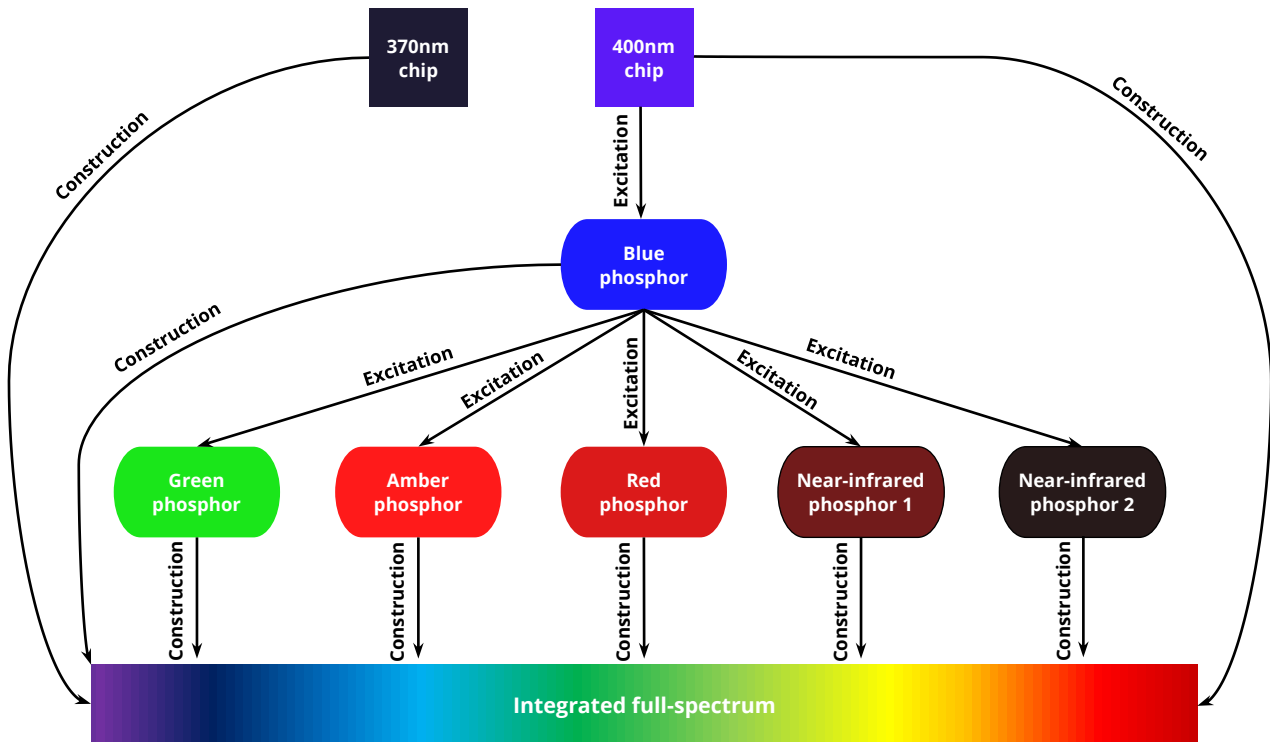 370nm
chip
400nm
chip
Construction
Construction
Excitation
Blue
phosphor
Construction
Excitation
Excitation
Excitation
Excitation
Excitation
Green
phosphor
Amber
phosphor
Red
phosphor
Near-infrared
phosphor 1
Near-infrared
phosphor 2
Construction
Construction
Construction
Construction
Construction
Integrated full-spectrum